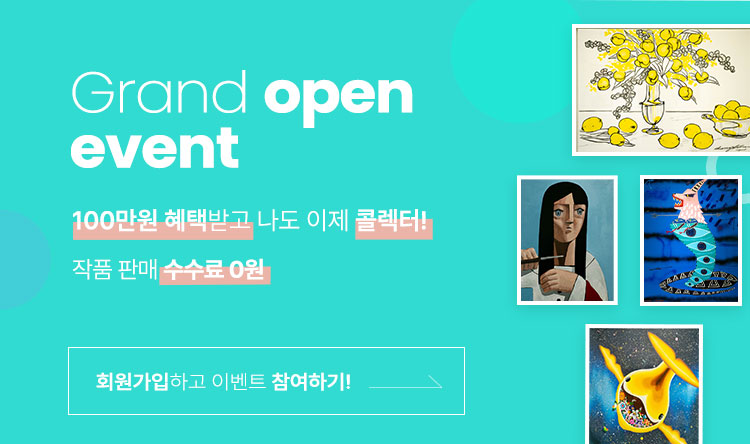 Grand open
event
100만원 혜택받고 나도 이제 콜렉터!
작품 판매 수수료 0원
회원가입하고 이벤트 참여하기!